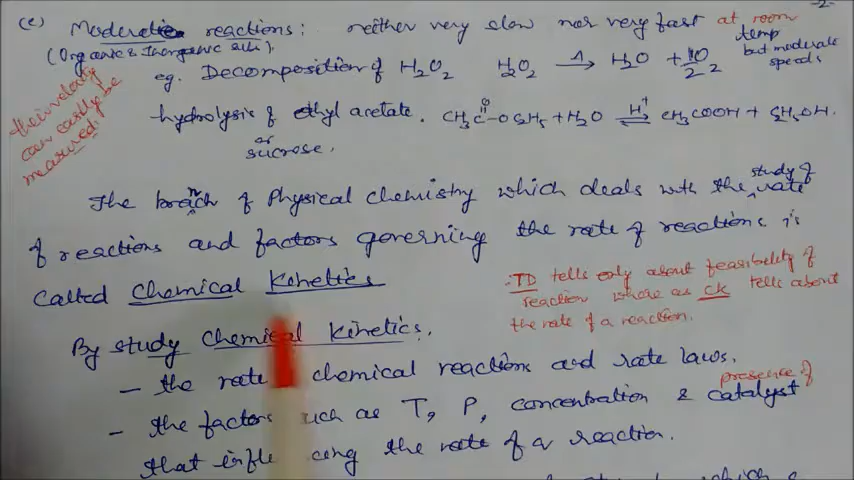 -2-
(c) Moderate reactions: neither very slow nor very fast at room temp but moderate speeds
(Organic & Inorganic
their velocity can easily be measured.
eg. Decomposition of H2O2 H2O2 →Δ H2O + 1/2 O2
hydrolysis of ethyl acetate. CH3C(=O)-OC2H5 + H2O ⇌H+ CH3COOH + C2H5OH.
or
sucrose.
The branch of Physical chemistry which deals with the study of rate
of reactions and factors governing the rate of reactions is
called Chemical Kinetics
TD tells only about feasibility of
reaction where as CK tells about
the rate of a reaction.
By study Chemical Kinetics.
- the rate chemical reactions and rate laws.
- the factors such as T, P, concentration & presence of catalyst
that the rate of a reaction.
which